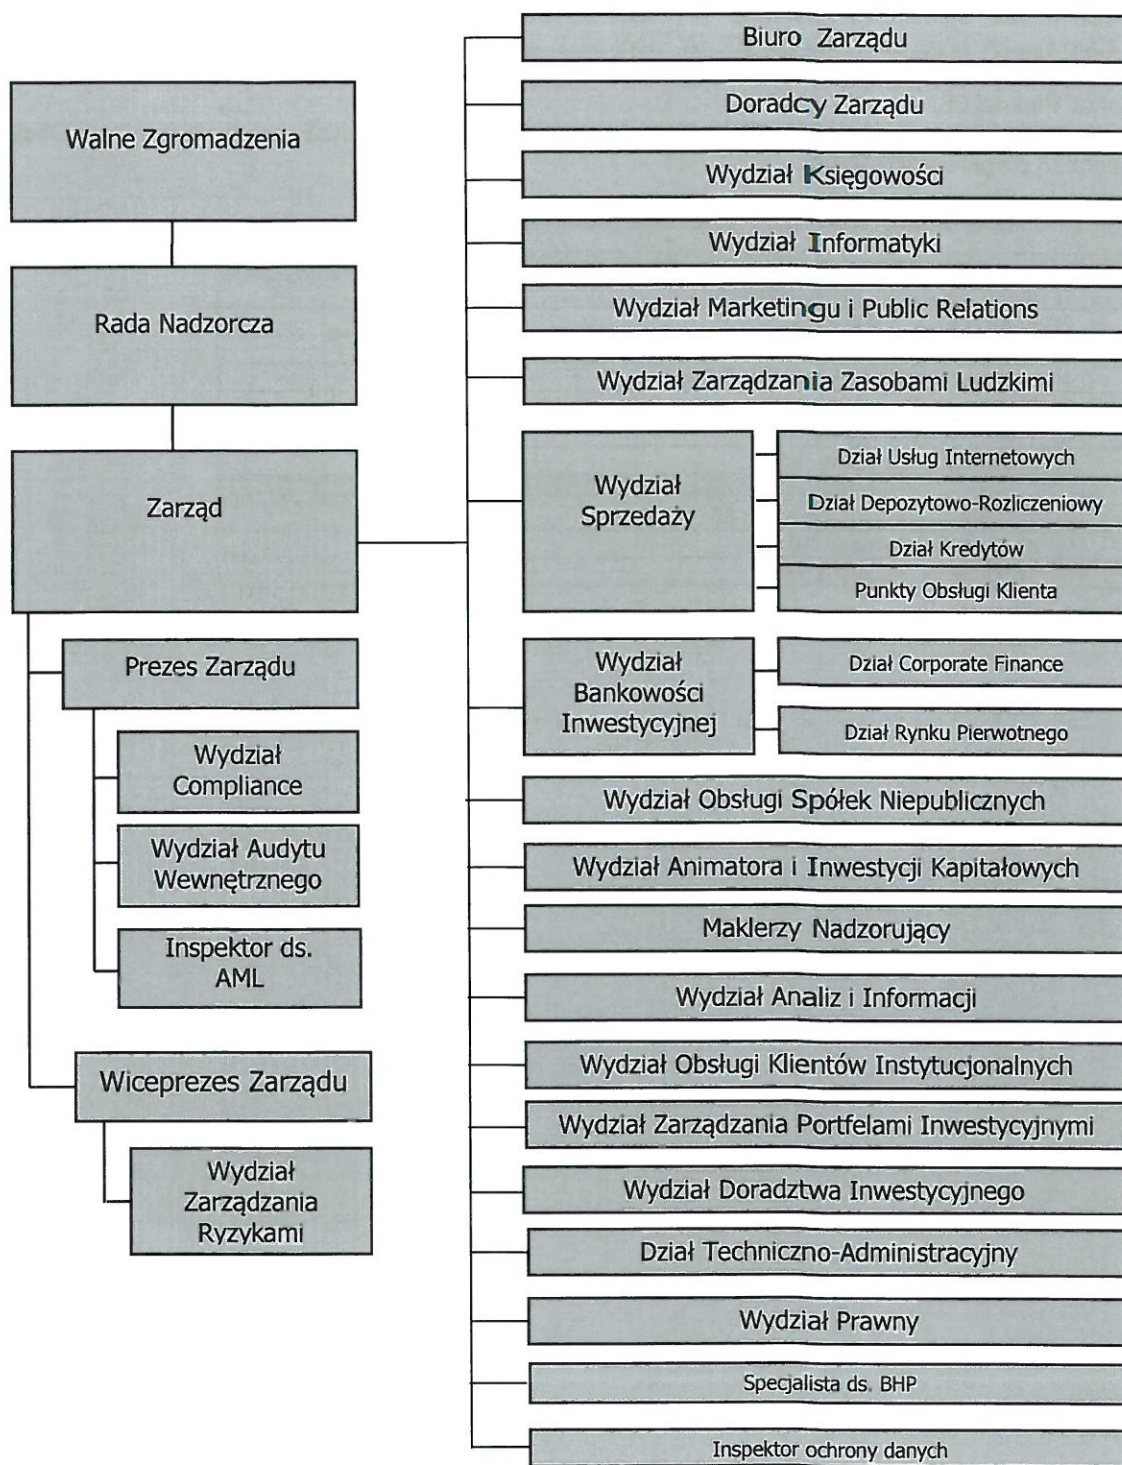 Walne Zgromadzenia
Rada Nadzorcza
Zarząd
Prezes Zarządu
Wydział
Compliance
Wydział Audytu
Wewnętrznego
Inspektor ds.
AML
Wiceprezes Zarządu
Wydział
Zarządzania
Ryzykami
Biuro Zarządu
Doradcy Zarządu
Wydział Księgowości
Wydział Informatyki
Wydział Marketingu i Public Relations
Wydział Zarządzania Zasobami Ludzkimi
Wydział
Sprzedaży
Dział Usług Internetowych
Dział Depozytowo-Rozliczeniowy
Dział Kredytów
Punkty Obsługi Klienta
Wydział
Bankowości
Inwestycyjnej
Dział Corporate Finance
Dział Rynku Pierwotnego
Wydział Obsługi Spółek Niepublicznych
Wydział Animatora i Inwestycji Kapitałowych
Maklerzy Nadzorujący
Wydział Analiz i Informacji
Wydział Obsługi Klientów Instytucjonalnych
Wydział Zarządzania Portfelami Inwestycyjnymi
Wydział Doradztwa Inwestycyjnego
Dział Techniczno-Administracyjny
Wydział Prawny
Specjalista ds. BHP
Inspektor ochrony danych